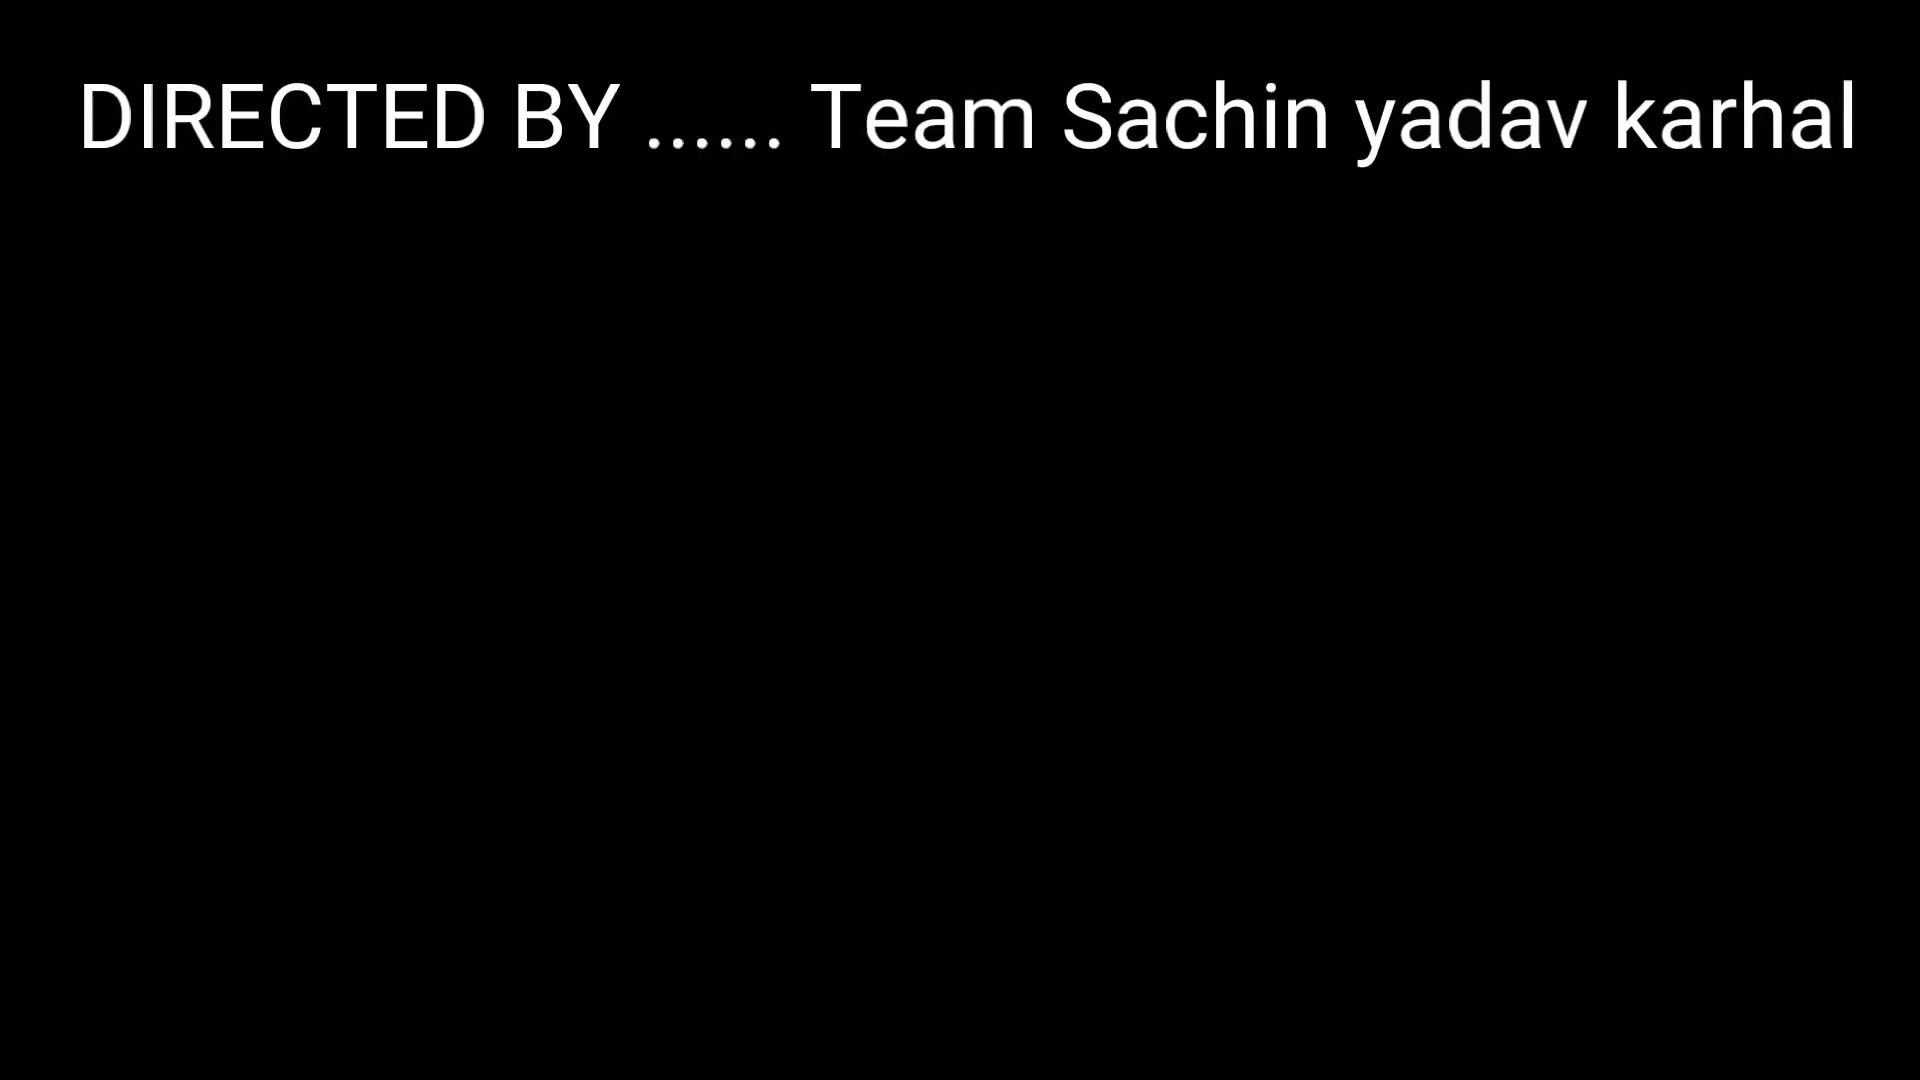 DIRECTED BY ...... Team Sachin yadav karhal